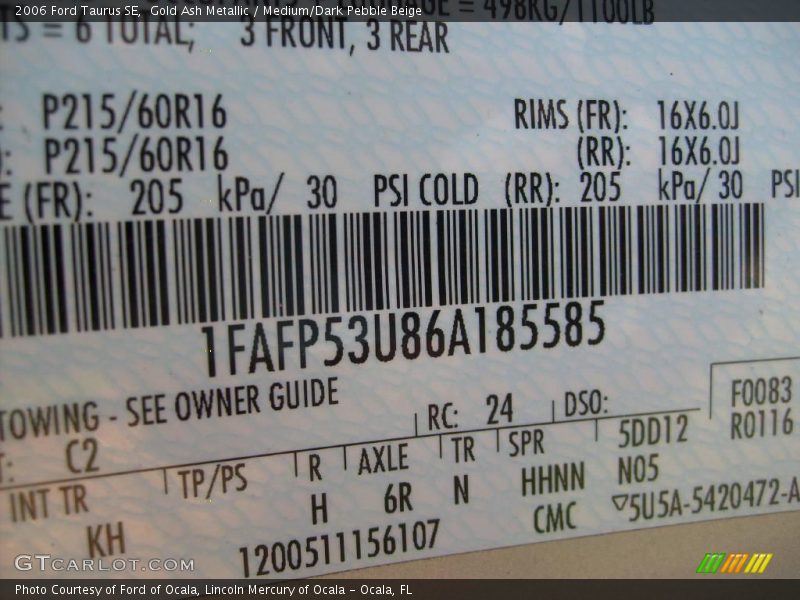 2006 Ford Taurus SE, Gold Ash Metallic / Medium/Dark Pebble Beige
= 498KG/1100LB
= 6 TOTAL; 3 FRONT, 3 REAR
P215/60R16 RIMS (FR): 16X6.0J
P215/60R16 (RR): 16X6.0J
(FR): 205 kPa/ 30 PSI COLD (RR): 205 kPa/ 30 PSI
1FAFP53U86A185585
TOWING - SEE OWNER GUIDE
RC: 24 DSO: F0083
C2 5DD12 R0116
INT TR TP/PS R AXLE TR SPR N05
KH H 6R N HHNN ▽5U5A-5420472-A
1200511156107 CMC
GTCARLOT.COM
Photo Courtesy of Ford of Ocala, Lincoln Mercury of Ocala - Ocala, FL